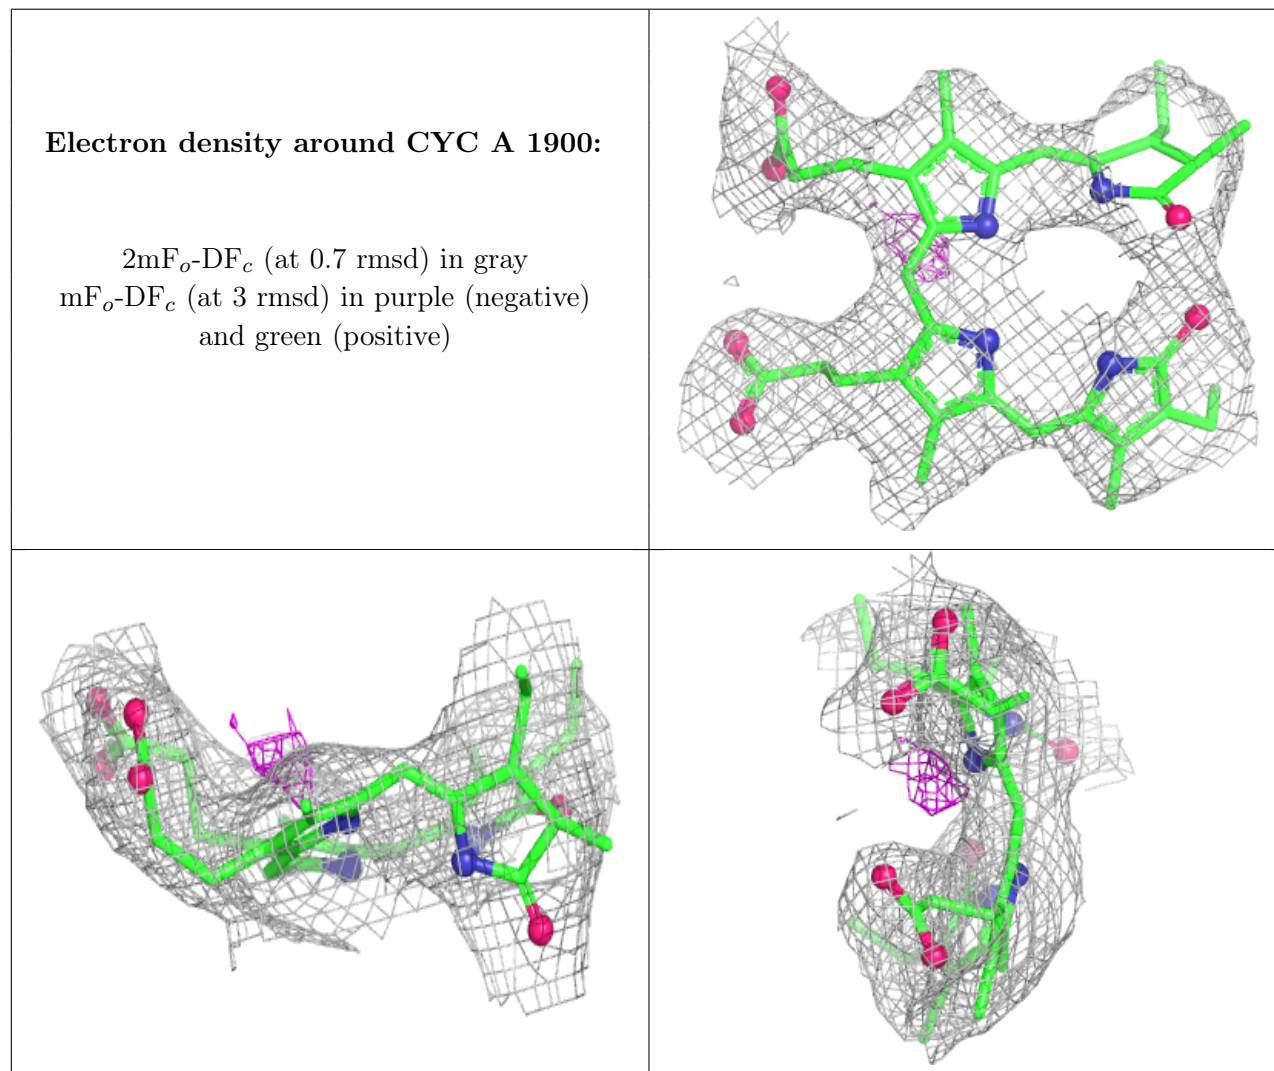 Electron density around CYC A 1900:
2mFo-DFc (at 0.7 rmsd) in gray
mFo-DFc (at 3 rmsd) in purple (negative)
and green (positive)